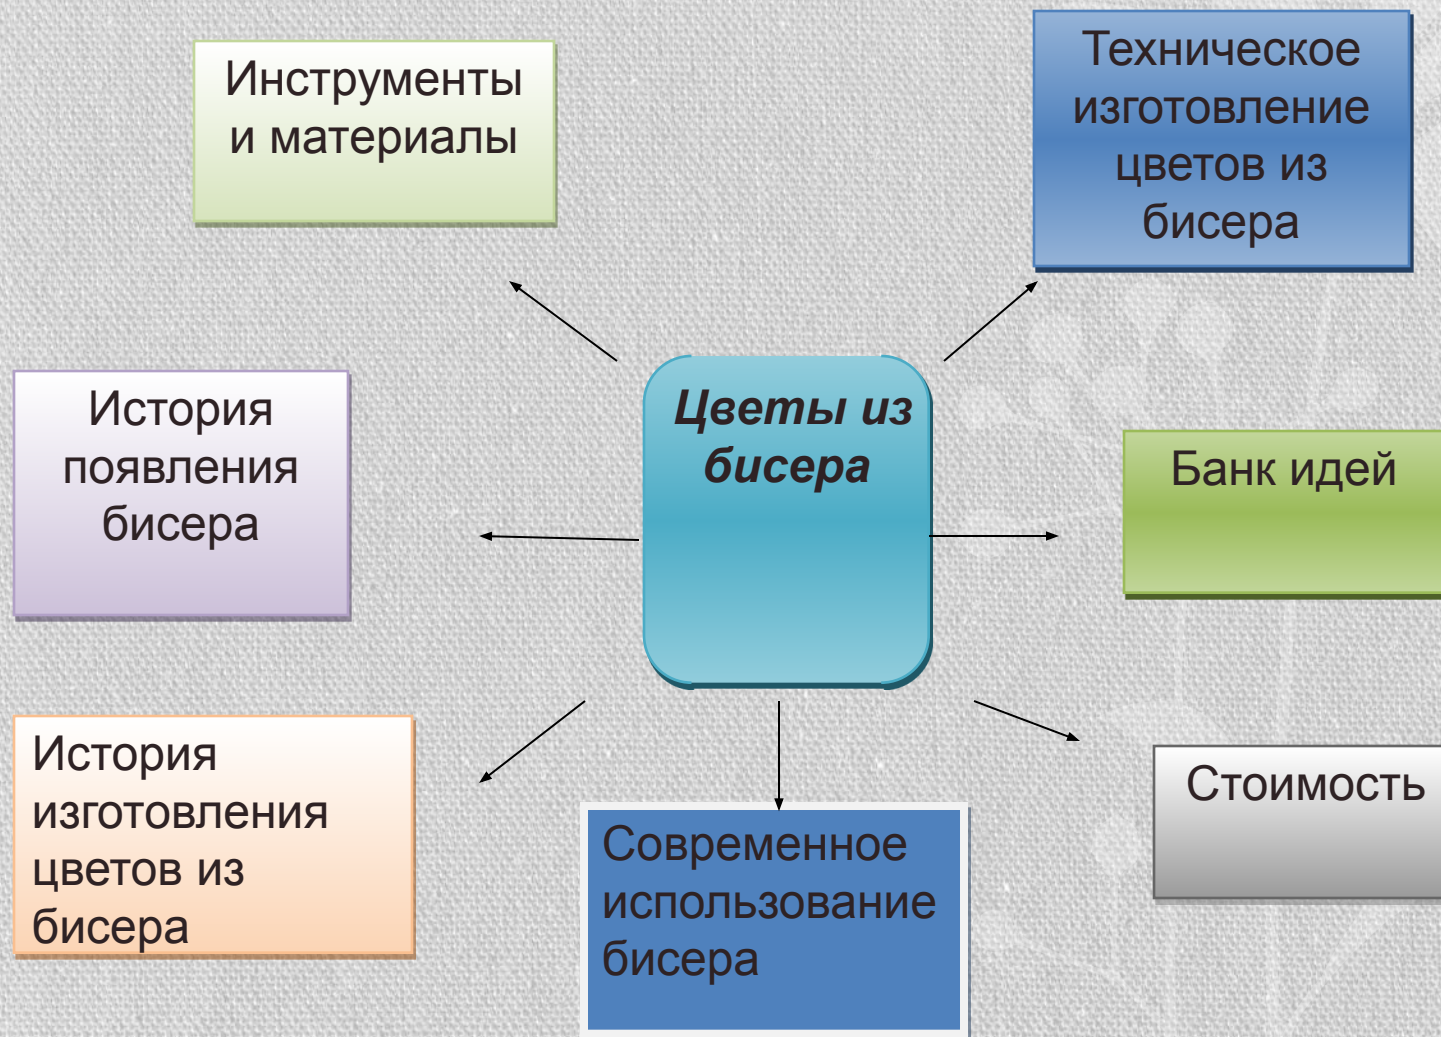 Инструменты
и материалы
Техническое
изготовление
цветов из
бисера
История
появления
бисера
Цветы из
бисера
Банк идей
История
изготовления
цветов из
бисера
Современное
использование
бисера
Стоимость